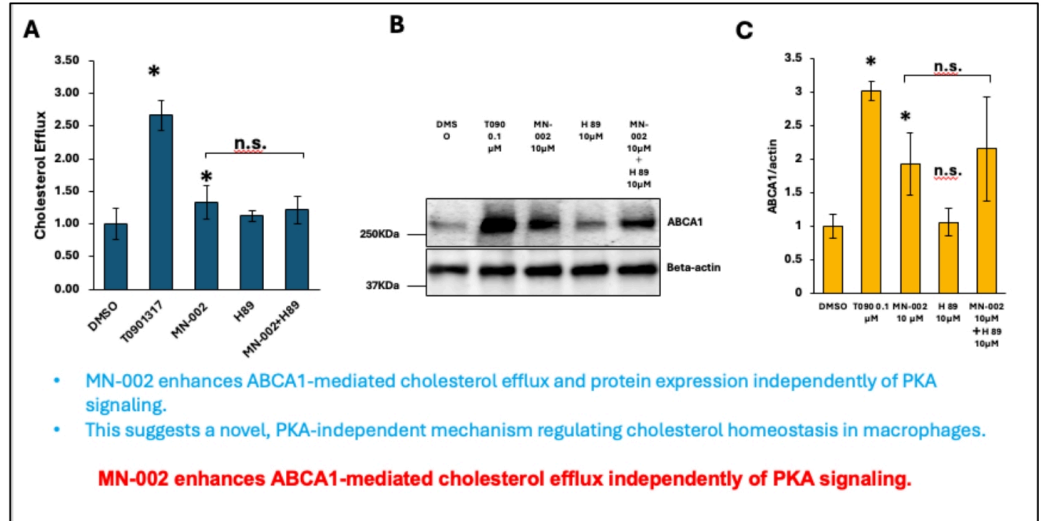 A
3.50
3.00
2.50
2.00
1.50
1.00
0.50
0.00
Cholesterol Efflux
*
*
n.s.
DMSO
T0901317
MN-002
H89
MN-002+H89
B
DMS
O
T090
0.1
µM
MN-
002
10µM
H 89
10µM
MN-
002
10µM
+
H 89
10µM
250KDa
37KDa
ABCA1
Beta-actin
C
3.5
3
2.5
2
1.5
1
0.5
0
ABCA1/actin
*
*
n.s.
n.s.
DMSO
T090 0.1
µM
MN-002
10 µM
H 89
10µM
MN-002
10µM
+H 89
10µM
• MN-002 enhances ABCA1-mediated cholesterol efflux and protein expression independently of PKA
signaling.
• This suggests a novel, PKA-independent mechanism regulating cholesterol homeostasis in macrophages.
MN-002 enhances ABCA1-mediated cholesterol efflux independently of PKA signaling.